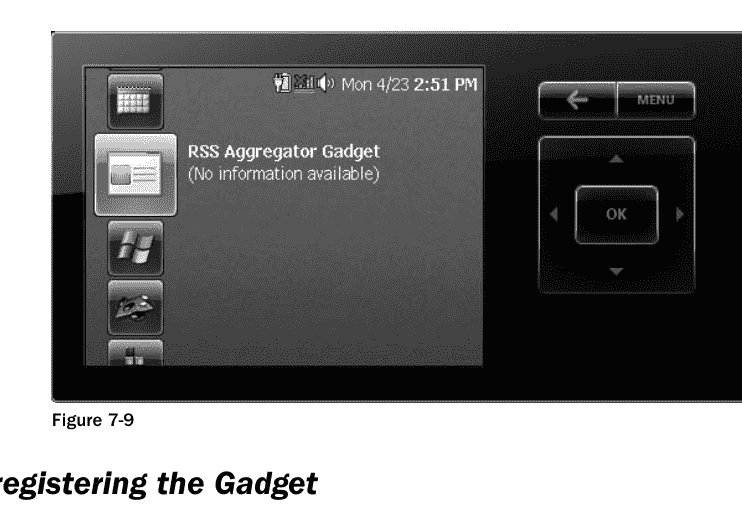 Mon 4/23 2:51 PM
MENU
RSS Aggregator Gadget
(No information available)
OK
Figure 7-9
registering the Gadget